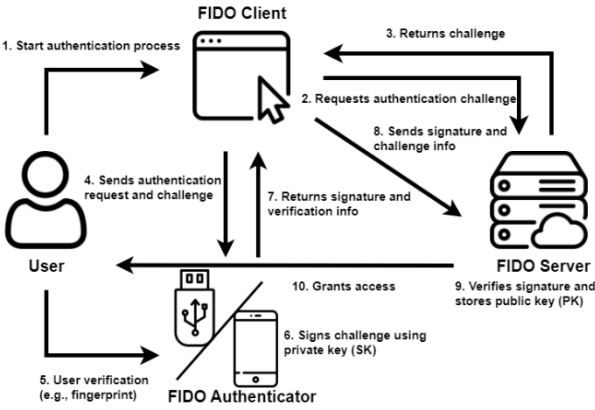 FIDO Client
1. Start authentication process
3. Returns challenge
2. Requests authentication challenge
8. Sends signature and
challenge info
4. Sends authentication
request and challenge
7. Returns signature and
verification info
User
FIDO Server
10. Grants access
9. Verifies signature and
stores public key (PK)
6. Signs challenge using
private key (SK)
5. User verification
(e.g., fingerprint)
FIDO Authenticator